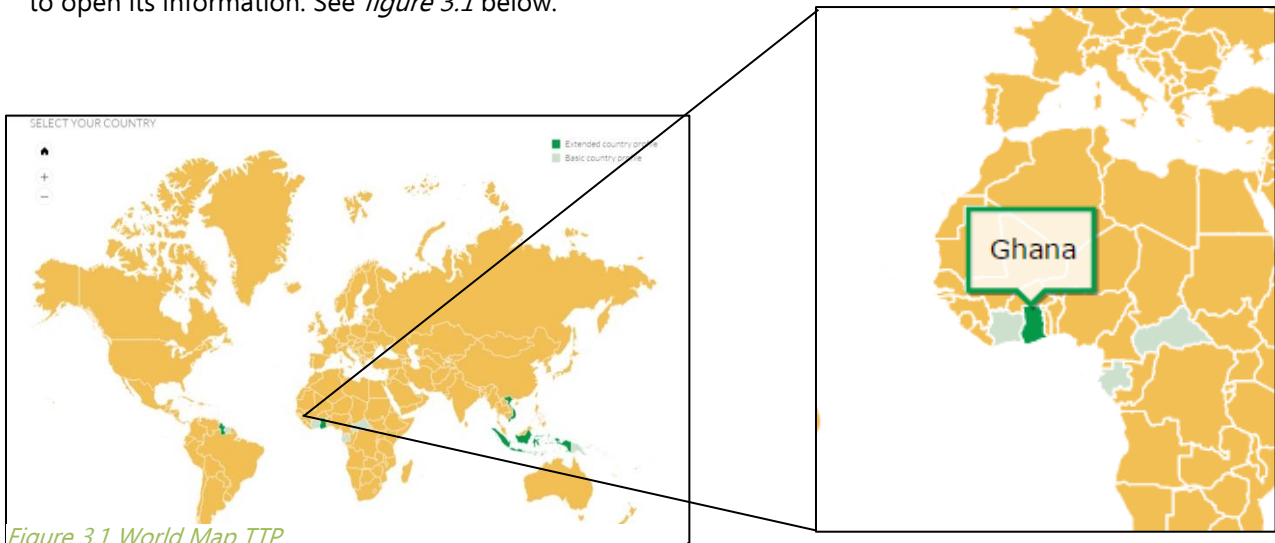 to open its information. See figure 3.1 below.
SELECT YOUR COUNTRY
Extended country profile
Basic country profile
Ghana
Figure 3.1 World Map TTP